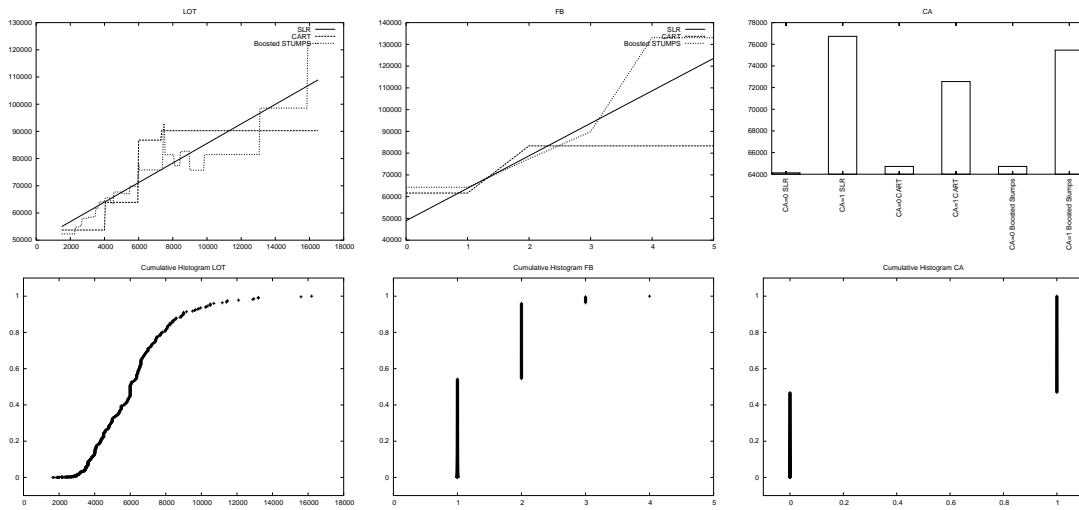 LOT
130000
120000
110000
100000
90000
80000
70000
60000
50000
0 2000 4000 6000 8000 10000 12000 14000 16000 18000
SLR
CART
Boosted STUMPS
FB
140000
130000
120000
110000
100000
90000
80000
70000
60000
50000
40000
0 1 2 3 4 5
SLR
CART
Boosted STUMPS
CA
78000
76000
74000
72000
70000
68000
66000
64000
CA=0 SLR
CA=1 SLR
CA=0 CART
CA=1 CART
CA=0 Boosted Stumps
CA=1 Boosted Stumps
Cumulative Histogram LOT
1
0.8
0.6
0.4
0.2
0
0 2000 4000 6000 8000 10000 12000 14000 16000 18000
Cumulative Histogram FB
1
0.8
0.6
0.4
0.2
0
0 1 2 3 4 5
Cumulative Histogram CA
1
0.8
0.6
0.4
0.2
0
0 0.2 0.4 0.6 0.8 1